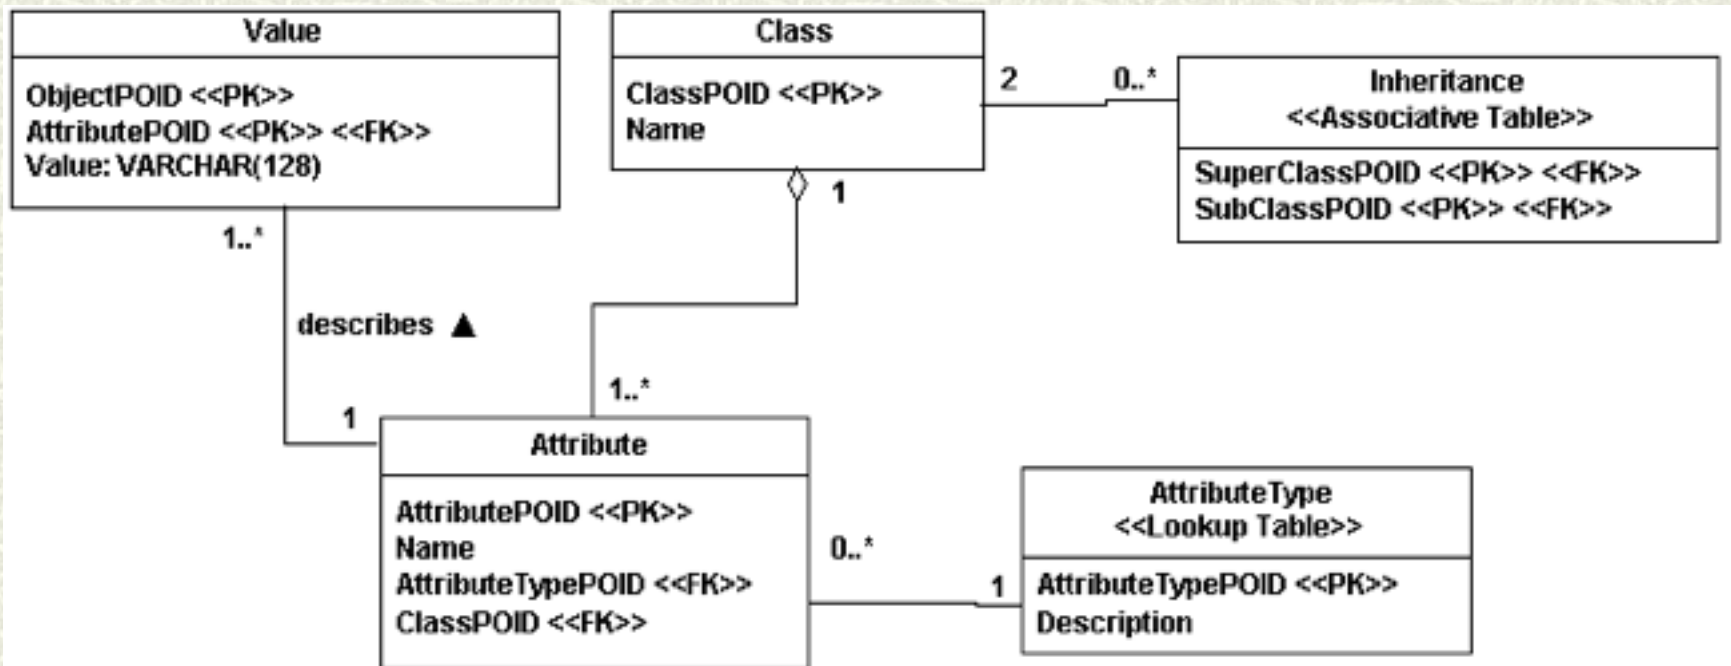 Value
ObjectPOID <<PK>>
AttributePOID <<PK>> <<FK>>
Value: VARCHAR(128)
Class
ClassPOID <<PK>>
Name
2
0..*
Inheritance
<<Associative Table>>
SuperClassPOID <<PK>> <<FK>>
SubClassPOID <<PK>> <<FK>>
1
1..*
describes ▲
1..*
1
Attribute
AttributePOID <<PK>>
Name
AttributeTypePOID <<FK>>
ClassPOID <<FK>>
0..*
1
AttributeType
<<Lookup Table>>
AttributeTypePOID <<PK>>
Description